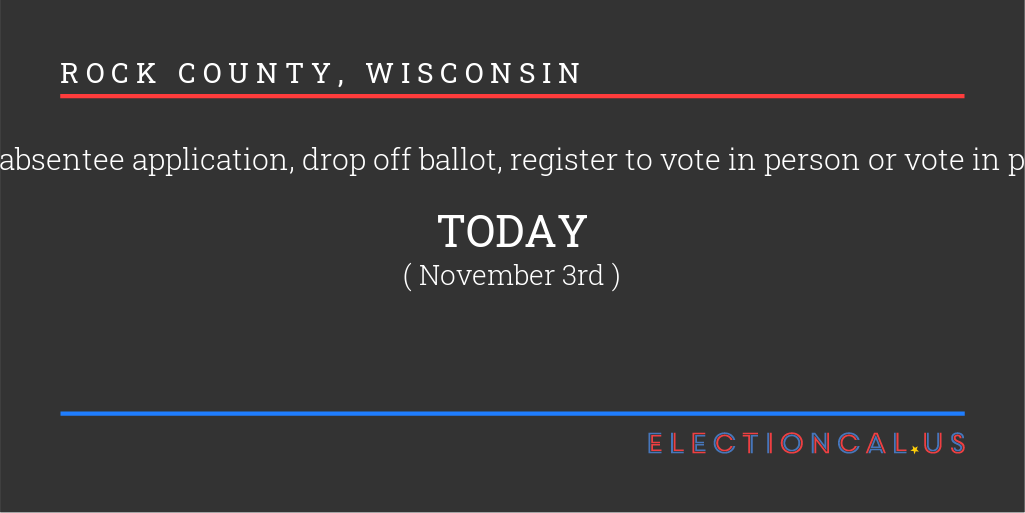 ROCK COUNTY, WISCONSIN
absentee application, drop off ballot, register to vote in person or vote in p
TODAY
( November 3rd )
ELECTIONCAL.US